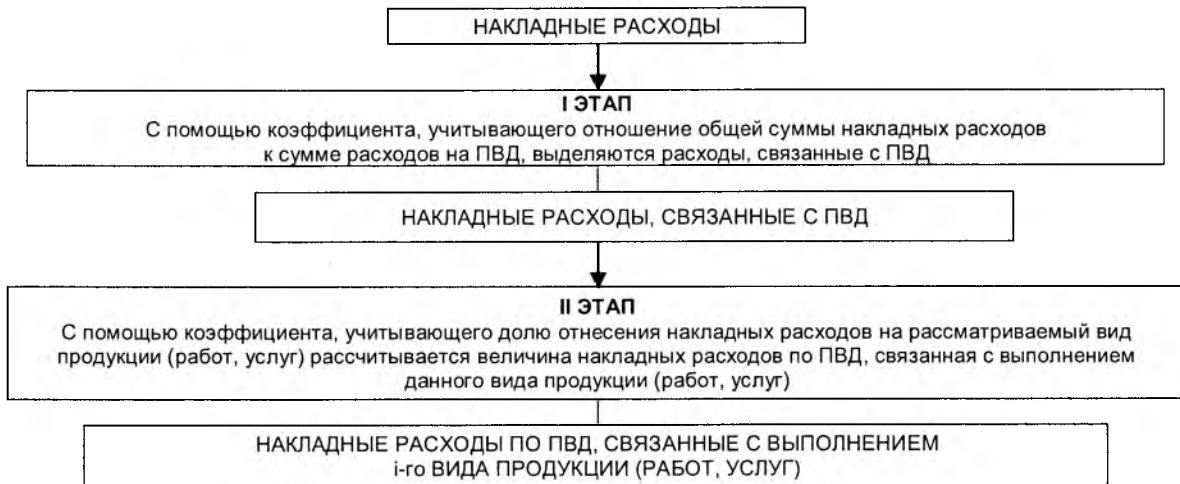 НАКЛАДНЫЕ РАСХОДЫ
I ЭТАП
С помощью коэффициента, учитывающего отношение общей суммы накладных расходов
к сумме расходов на ПВД, выделяются расходы, связанные с ПВД
НАКЛАДНЫЕ РАСХОДЫ, СВЯЗАННЫЕ С ПВД
II ЭТАП
С помощью коэффициента, учитывающего долю отнесения накладных расходов на рассматриваемый вид
продукции (работ, услуг) рассчитывается величина накладных расходов по ПВД, связанная с выполнением
данного вида продукции (работ, услуг)
НАКЛАДНЫЕ РАСХОДЫ ПО ПВД, СВЯЗАННЫЕ С ВЫПОЛНЕНИЕМ
i-го ВИДА ПРОДУКЦИИ (РАБОТ, УСЛУГ)